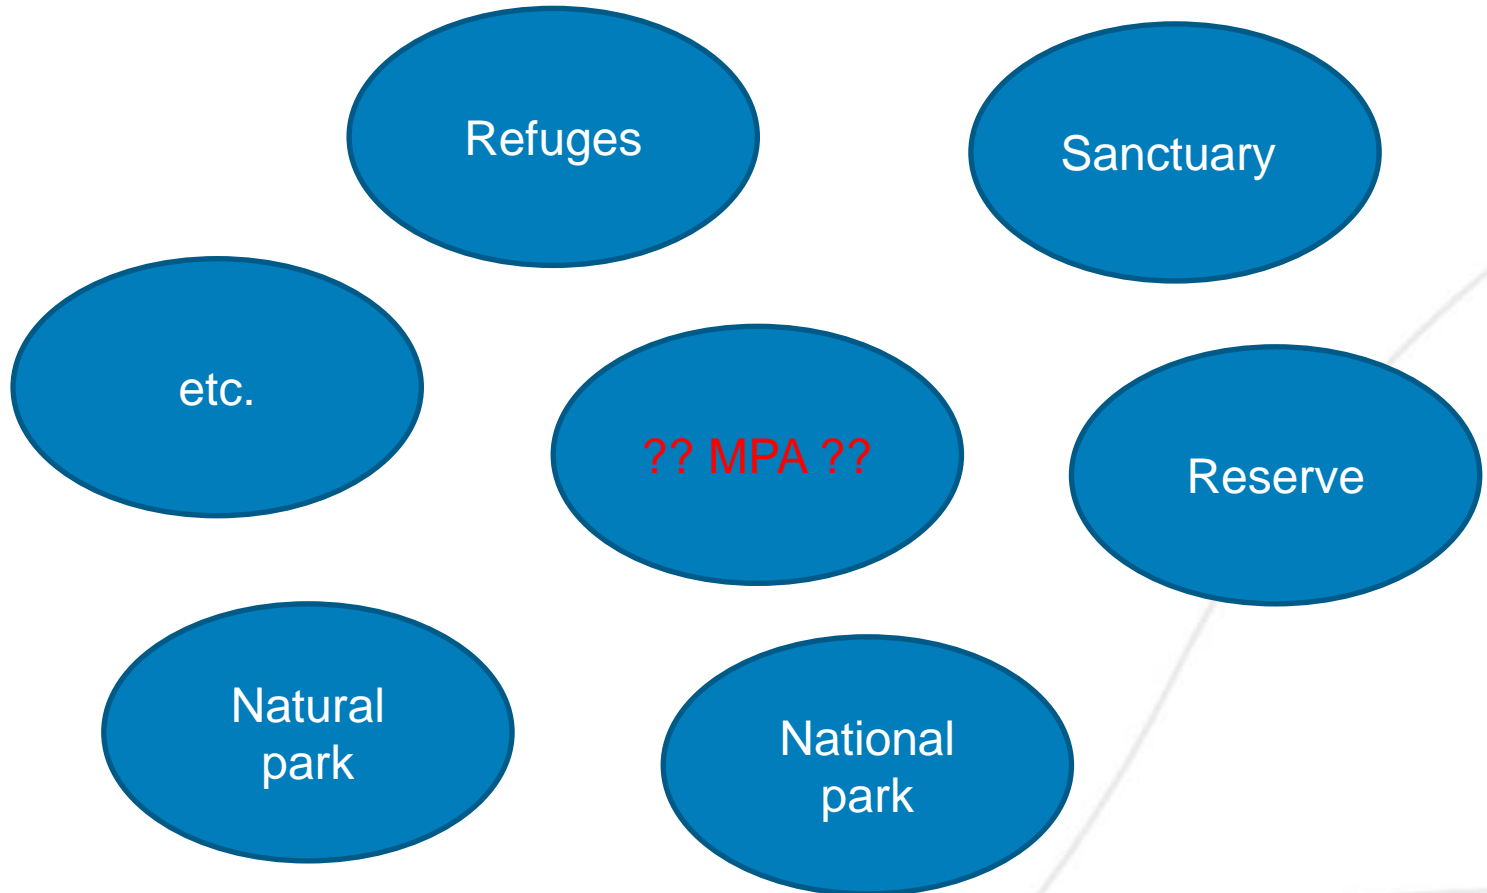 Refuges
Sanctuary
etc.
?? MPA ??
Reserve
Natural
park
National
park